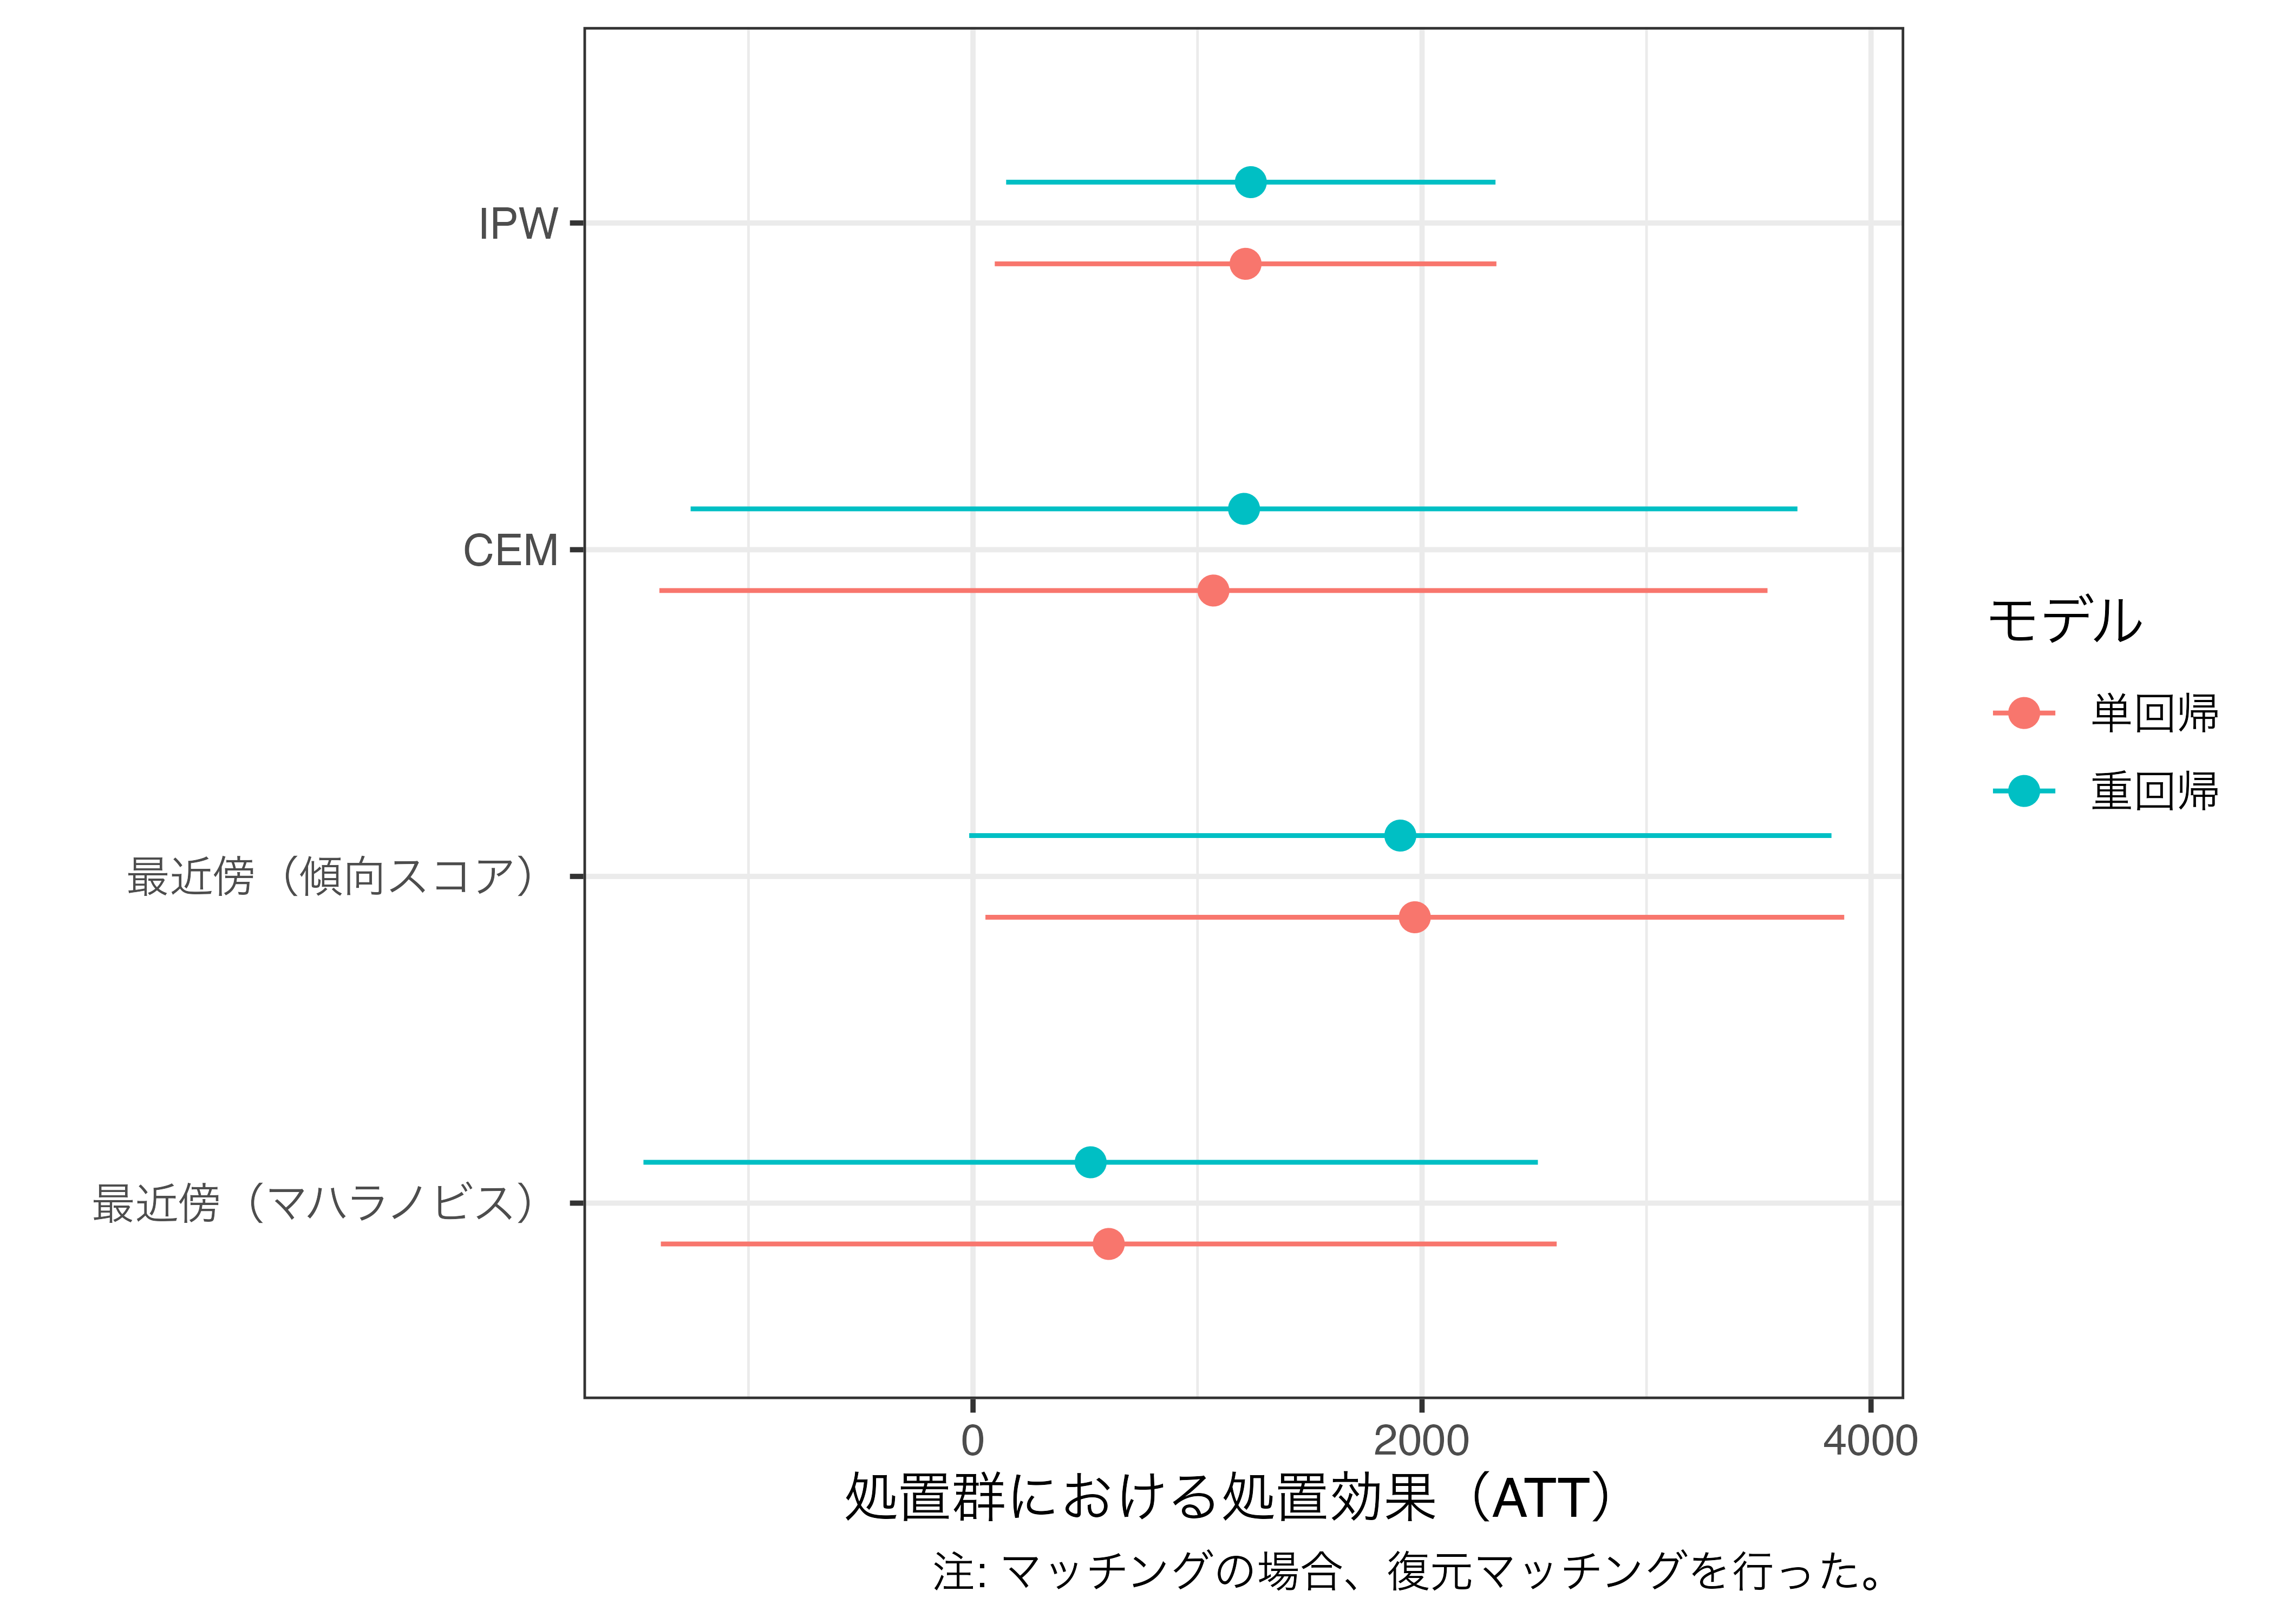 IPW
CEM
最近傍（傾向スコア）
最近傍（マハラノビス）
0 2000 4000
処置群における処置効果（ATT）
注: マッチングの場合、復元マッチングを行った。
モデル
単回帰
重回帰